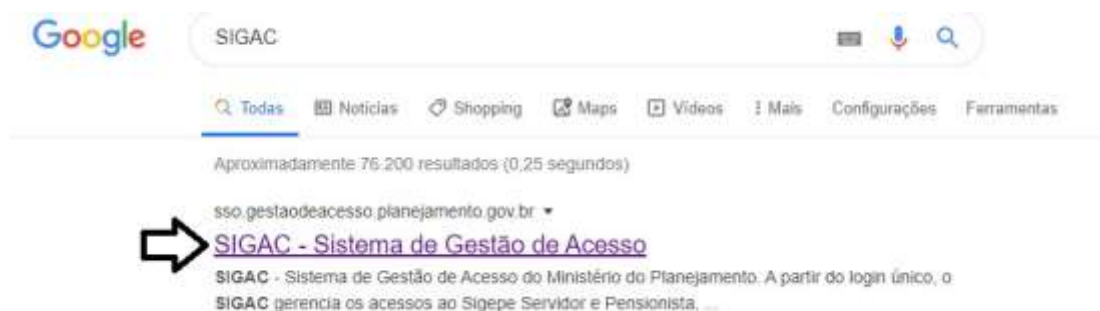 Google SIGAC
Todas Notícias Shopping Maps Vídeos Mais Configurações Ferramentas
Aproximadamente 76.200 resultados (0,25 segundos)
sso.gestaodeacesso.planejamento.gov.br
SIGAC - Sistema de Gestão de Acesso
SIGAC - Sistema de Gestão de Acesso do Ministério do Planejamento. A partir do login único, o
SIGAC gerencia os acessos ao Sigepe Servidor e Pensionista, ...